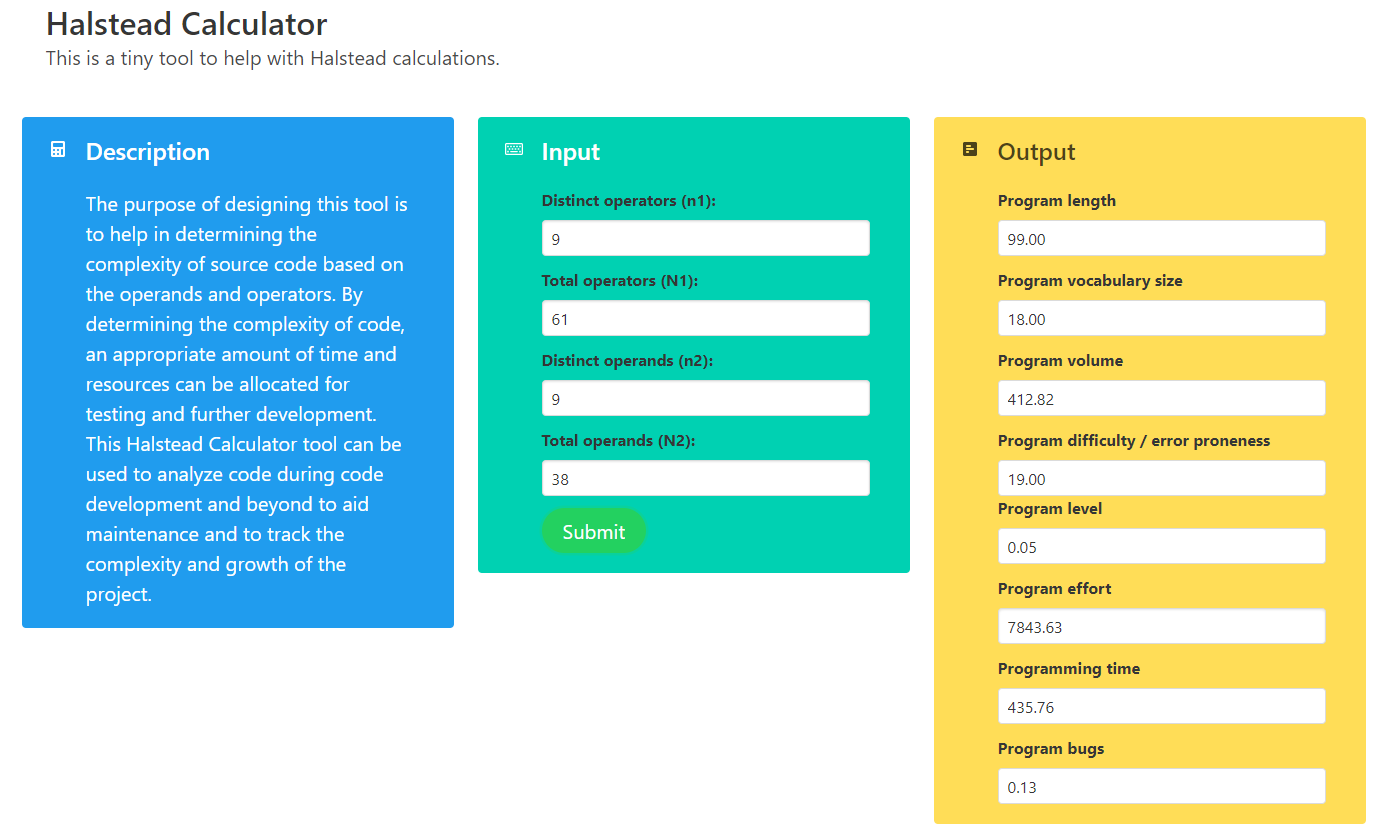 Halstead Calculator
This is a tiny tool to help with Halstead calculations.
Description
The purpose of designing this tool is
to help in determining the
complexity of source code based on
the operands and operators. By
determining the complexity of code,
an appropriate amount of time and
resources can be allocated for
testing and further development.
This Halstead Calculator tool can be
used to analyze code during code
development and beyond to aid
maintenance and to track the
complexity and growth of the
project.
Input
Distinct operators (n1):
9
Total operators (N1):
61
Distinct operands (n2):
9
Total operands (N2):
38
Submit
Output
Program length
99.00
Program vocabulary size
18.00
Program volume
412.82
Program difficulty / error proneness
19.00
Program level
0.05
Program effort
7843.63
Programming time
435.76
Program bugs
0.13